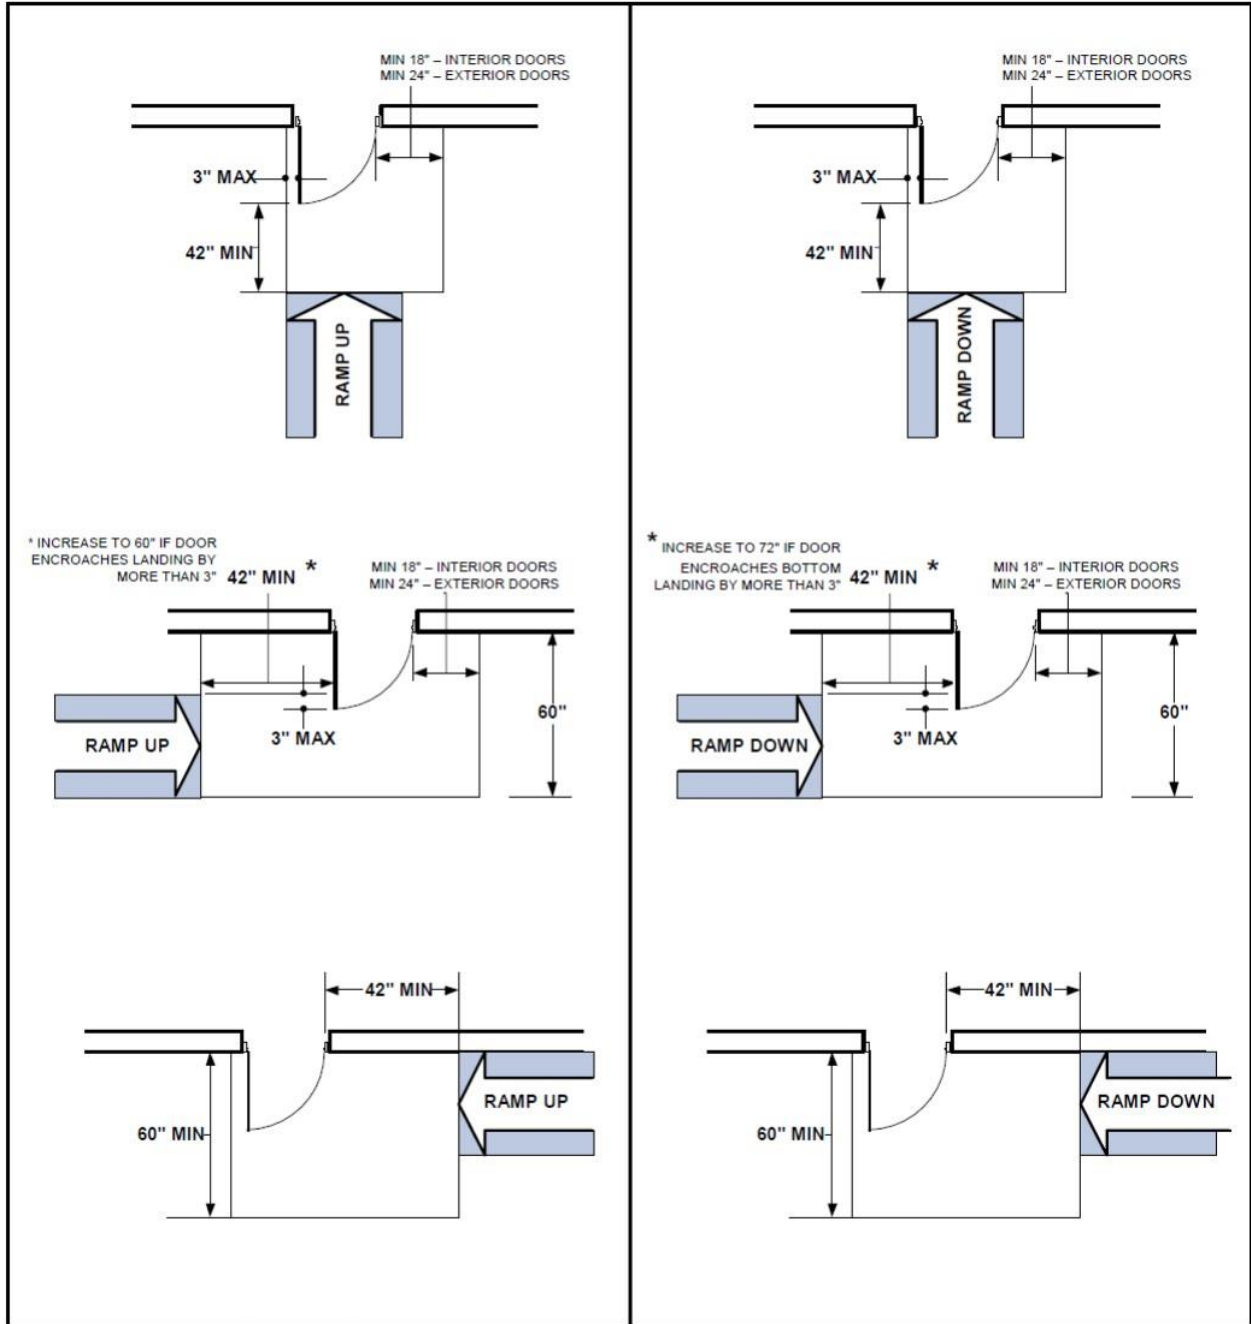 MIN 18" – INTERIOR DOORS
MIN 24" – EXTERIOR DOORS
3" MAX
42" MIN
RAMP UP
MIN 18" – INTERIOR DOORS
MIN 24" – EXTERIOR DOORS
3" MAX
42" MIN
RAMP DOWN
* INCREASE TO 60" IF DOOR
ENCROACHES LANDING BY
MORE THAN 3"
42" MIN *
MIN 18" – INTERIOR DOORS
MIN 24" – EXTERIOR DOORS
60"
3" MAX
RAMP UP
* INCREASE TO 72" IF DOOR
ENCROACHES BOTTOM
LANDING BY MORE THAN 3"
42" MIN *
MIN 18" – INTERIOR DOORS
MIN 24" – EXTERIOR DOORS
60"
3" MAX
RAMP DOWN
42" MIN
RAMP UP
60" MIN
42" MIN
RAMP DOWN
60" MIN